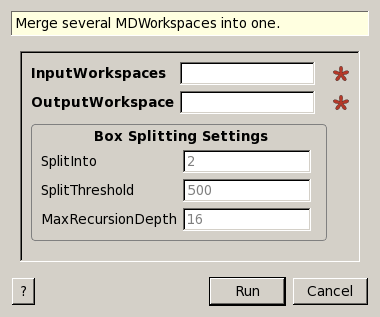 Merge several MDWorkspaces into one.
InputWorkspaces
OutputWorkspace
Box Splitting Settings
SplitInto 2
SplitThreshold 500
MaxRecursionDepth 16
? Run Cancel